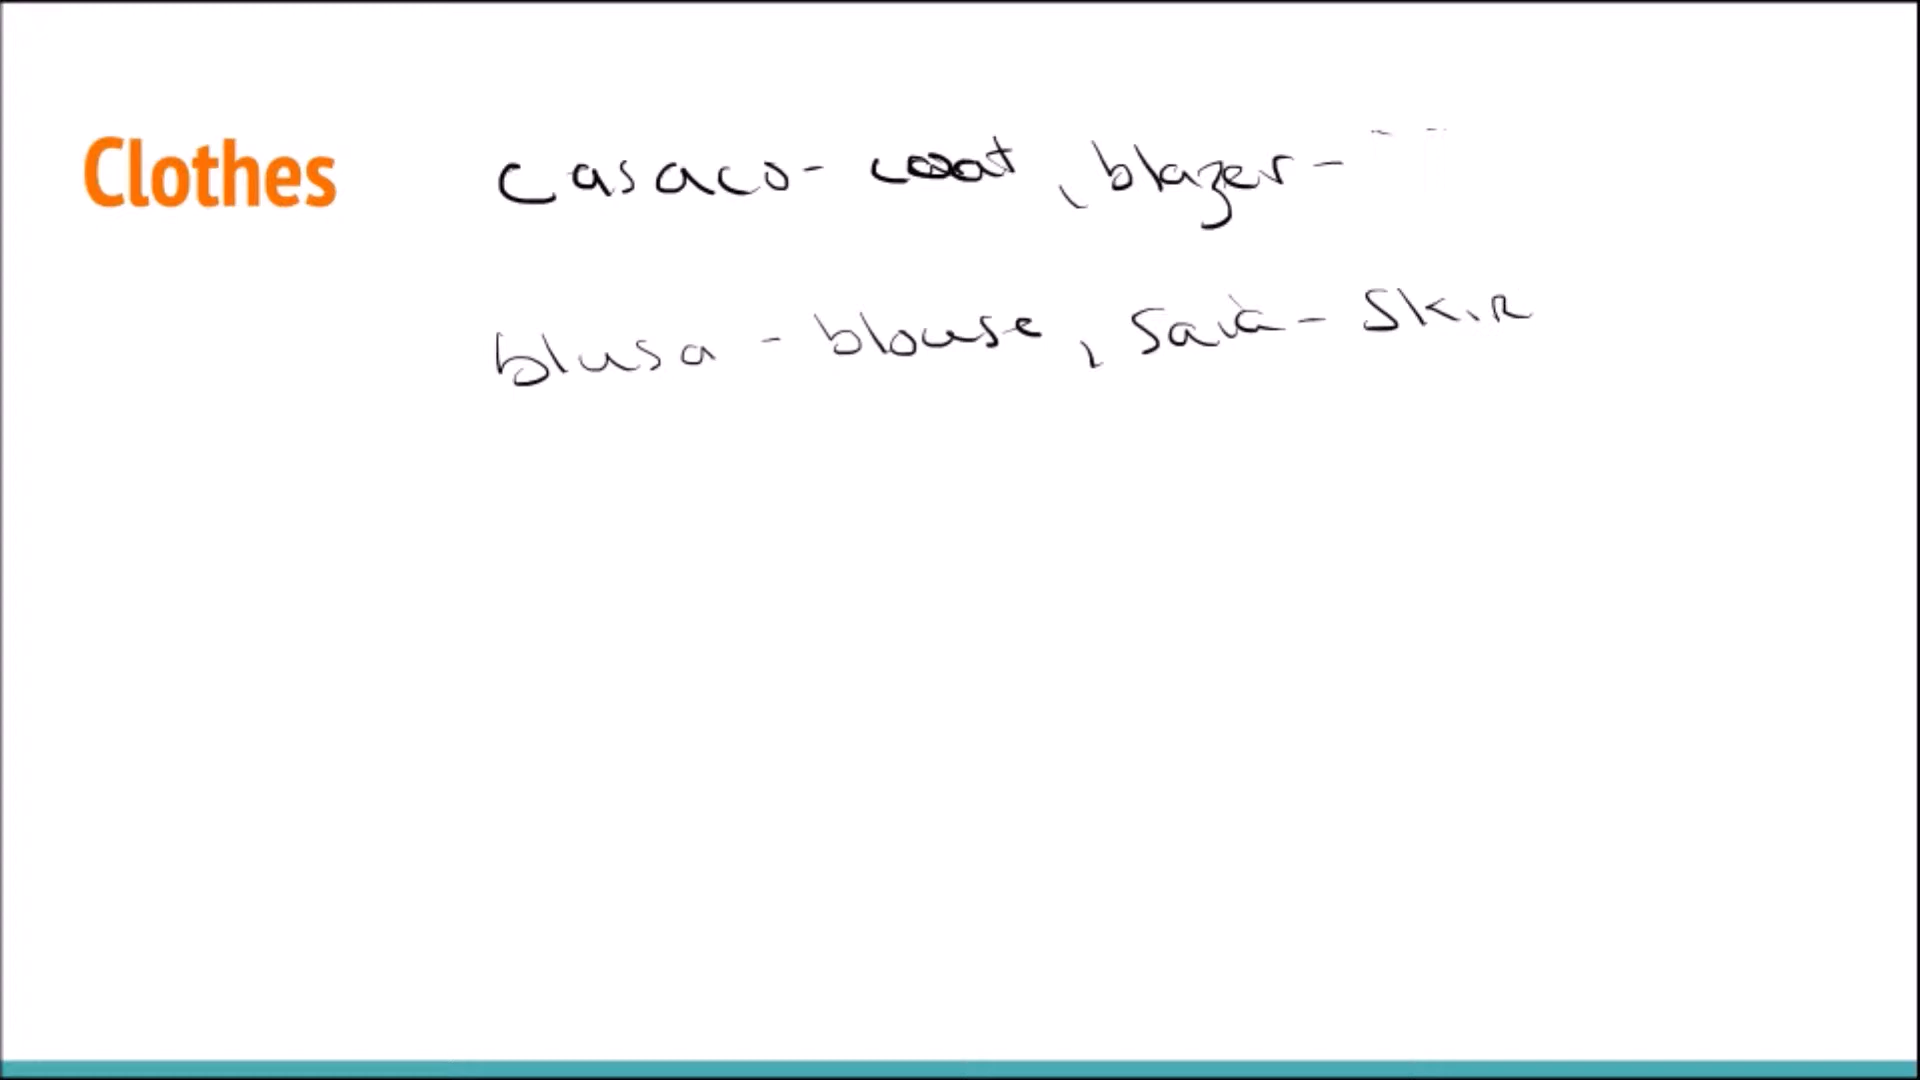 Clothes casaco - coat, blazer -
blusa - blouse, saia - skir